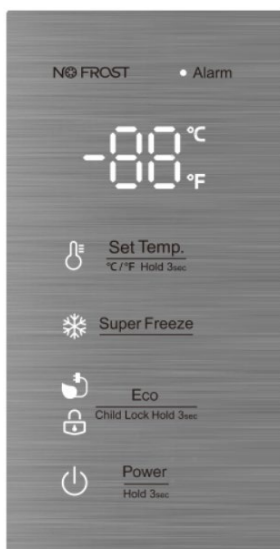 NO FROST
Alarm
-88 °C
°F
Set Temp.
°C/°F Hold 3sec
Super Freeze
Eco
Child Lock Hold 3sec
Power
Hold 3sec